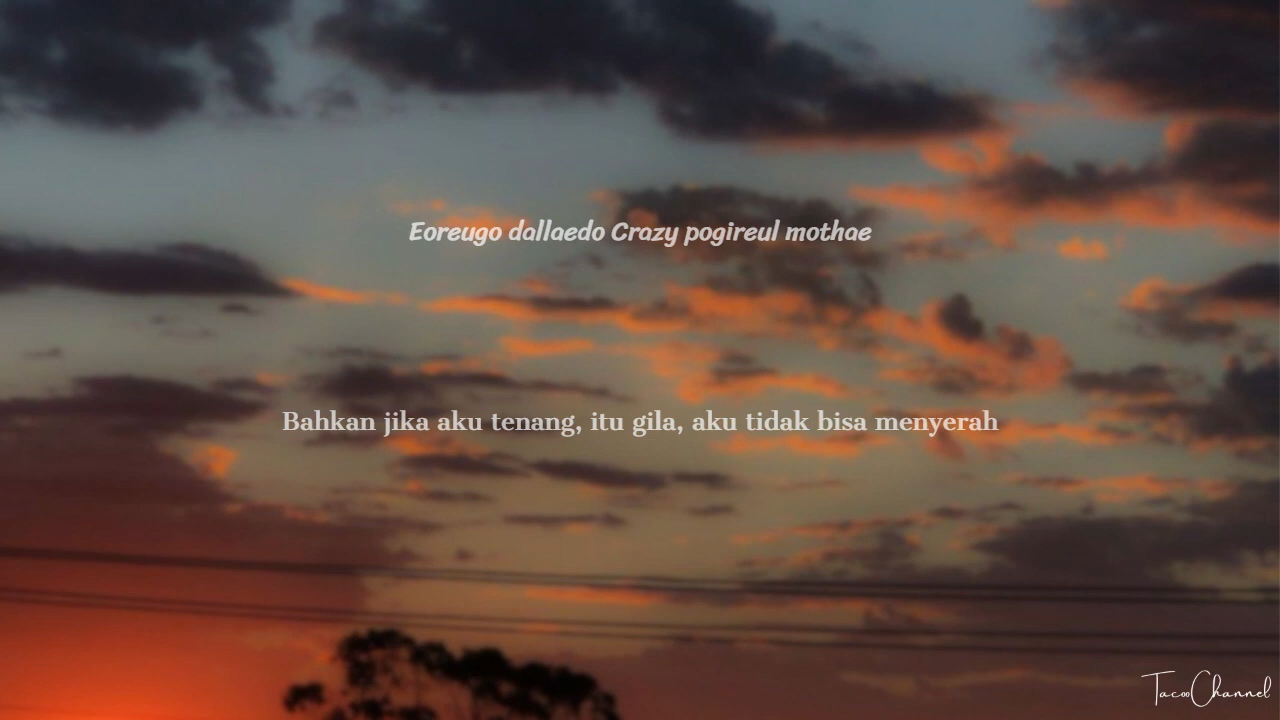 Eoreugo dallaedo Crazy pogireul mothae
Bahkan jika aku tenang, itu gila, aku tidak bisa menyerah
TacooChannel